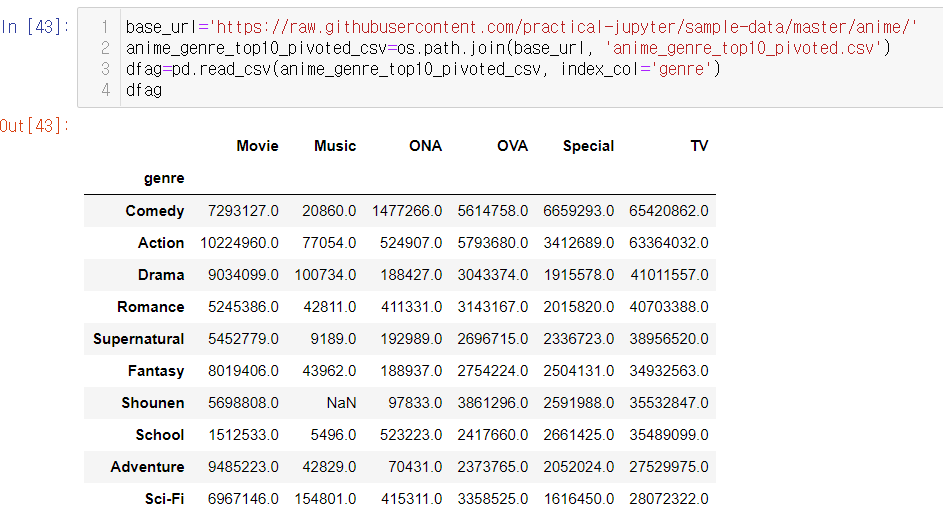 In [43]:
1 base_url='https://raw.githubusercontent.com/practical-jupyter/sample-data/master/anime/'
2 anime_genre_top10_pivoted_csv=os.path.join(base_url, 'anime_genre_top10_pivoted.csv')
3 dfag=pd.read_csv(anime_genre_top10_pivoted_csv, index_col='genre')
4 dfag
Out[43]:
Movie Music ONA OVA Special TV
genre
Comedy 7293127.0 20860.0 1477266.0 5614758.0 6659293.0 65420862.0
Action 10224960.0 77054.0 524907.0 5793680.0 3412689.0 63364032.0
Drama 9034099.0 100734.0 188427.0 3043374.0 1915578.0 41011557.0
Romance 5245386.0 42811.0 411331.0 3143167.0 2015820.0 40703388.0
Supernatural 5452779.0 9189.0 192989.0 2696715.0 2336723.0 38956520.0
Fantasy 8019406.0 43962.0 188937.0 2754224.0 2504131.0 34932563.0
Shounen 5698808.0 NaN 97833.0 3861296.0 2591988.0 35532847.0
School 1512533.0 5496.0 523223.0 2417660.0 2661425.0 35489099.0
Adventure 9485223.0 42829.0 70431.0 2373765.0 2052024.0 27529975.0
Sci-Fi 6967146.0 154801.0 415311.0 3358525.0 1616450.0 28072322.0